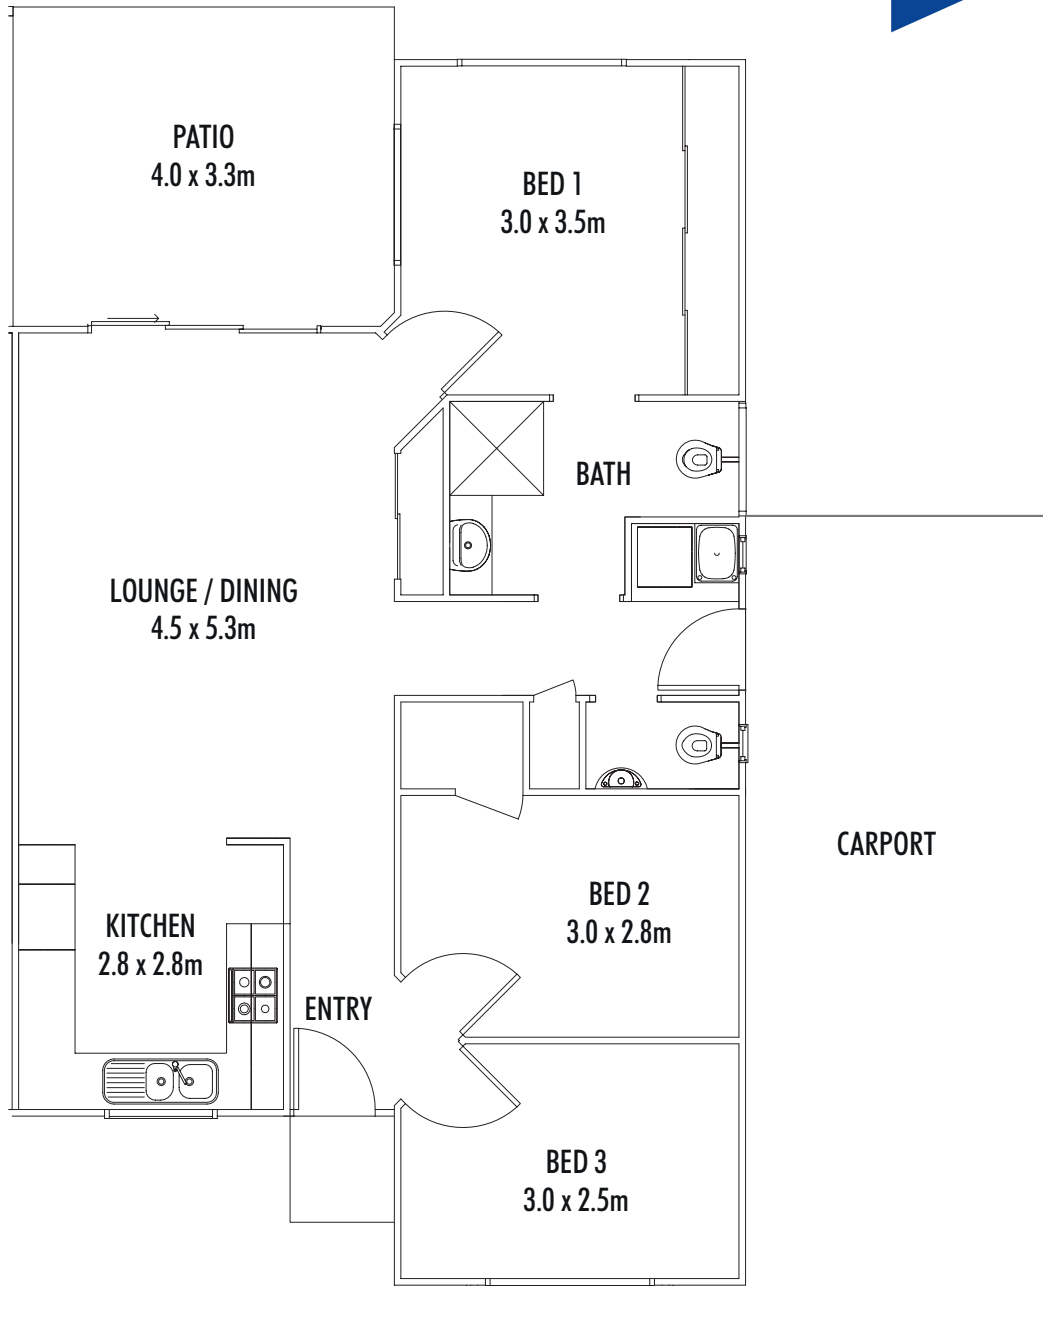 PATIO
4.0 x 3.3m
BED 1
3.0 x 3.5m
BATH
LOUNGE / DINING
4.5 x 5.3m
CARPORT
BED 2
3.0 x 2.8m
KITCHEN
2.8 x 2.8m
ENTRY
BED 3
3.0 x 2.5m